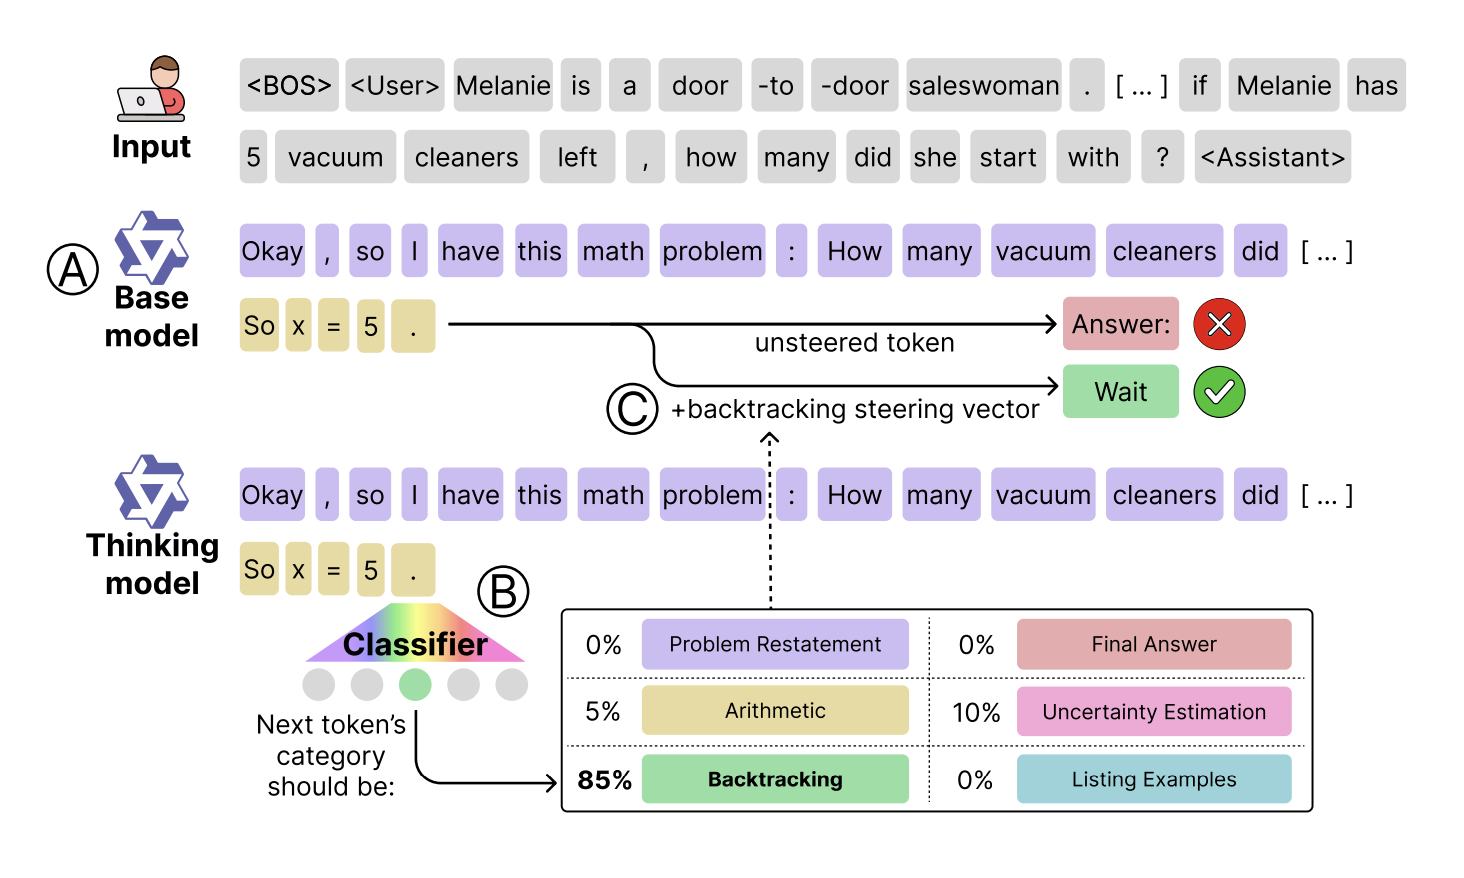 <BOS> <User> Melanie is a door -to -door saleswoman . [ ... ] if Melanie has
Input
5 vacuum cleaners left , how many did she start with ? <Assistant>
Okay , so I have this math problem : How many vacuum cleaners did [ ... ]
A
Base
model
So x = 5 .
Answer:
unsteered token
Wait
C
+backtracking steering vector
Okay , so I have this math problem : How many vacuum cleaners did [ ... ]
Thinking
model
So x = 5 .
B
Classifier
Next token's
category
should be:
0% Problem Restatement 0% Final Answer
5% Arithmetic 10% Uncertainty Estimation
85% Backtracking 0% Listing Examples